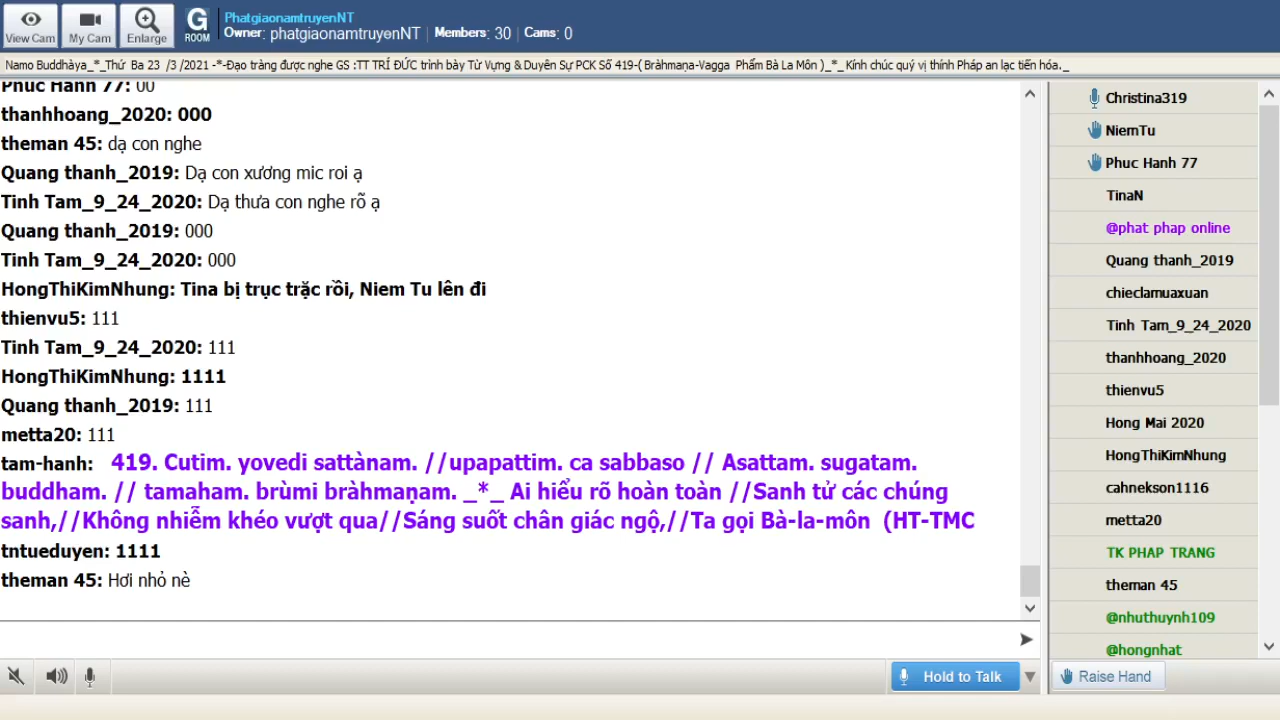 View Cam
My Cam
Enlarge
G
ROOM
PhatgiaonamtruyenNT
Owner: phatgiaonamtruyenNT | Members: 30 | Cams: 0
Namo Buddhàya_*_Thứ Ba 23 /3 /2021 -*-Đạo tràng được nghe GS :TT TRÍ ĐỨC trình bày Từ Vựng & Duyên Sự PCK Số 419-( Bràhmaṇa-Vagga Phẩm Bà La Môn )_*_ Kính chúc quý vị thính Pháp an lạc tiến hóa._
Phuc Hanh 77: 00
thanhhoang_2020: 000
theman 45: dạ con nghe
Quang thanh_2019: Dạ con xương mic roi ạ
Tinh Tam_9_24_2020: Dạ thưa con nghe rõ ạ
Quang thanh_2019: 000
Tinh Tam_9_24_2020: 000
HongThiKimNhung: Tina bị trục trặc rồi, Niem Tu lên đi
thienvu5: 111
Tinh Tam_9_24_2020: 111
HongThiKimNhung: 1111
Quang thanh_2019: 111
metta20: 111
tam-hanh: 419. Cutim. yovedi sattànam. //upapattim. ca sabbaso // Asattam. sugatam.
buddham. // tamaham. brùmi bràhmaṇam. _*_ Ai hiểu rõ hoàn toàn //Sanh tử các chúng
sanh,//Không nhiễm khéo vượt qua//Sáng suốt chân giác ngộ,//Ta gọi Bà-la-môn (HT-TMC
tntueduyen: 1111
theman 45: Hơi nhỏ nè
Hold to Talk
Christina319
NiemTu
Phuc Hanh 77
TinaN
@phat phap online
Quang thanh_2019
chieclamuaxuan
Tinh Tam_9_24_2020
thanhhoang_2020
thienvu5
Hong Mai 2020
HongThiKimNhung
cahnekson1116
metta20
TK PHAP TRANG
theman 45
@nhuthuynh109
@hongnhat
Raise Hand